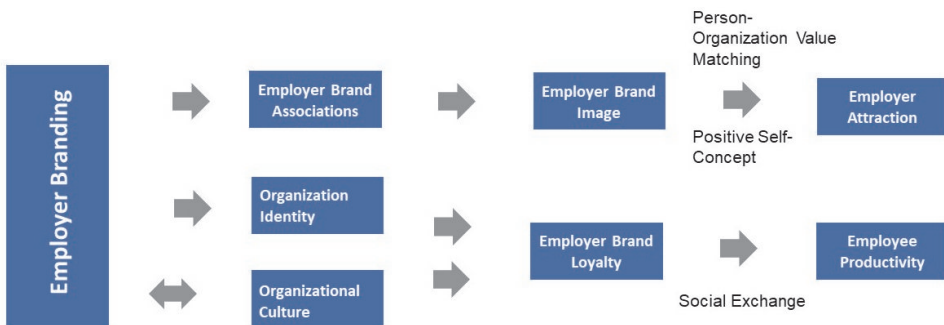 Employer Branding
Employer Brand
Associations
Employer Brand
Image
Person-
Organization Value
Matching
Positive Self-
Concept
Employer
Attraction
Organization
Identity
Organizational
Culture
Employer Brand
Loyalty
Social Exchange
Employee
Productivity